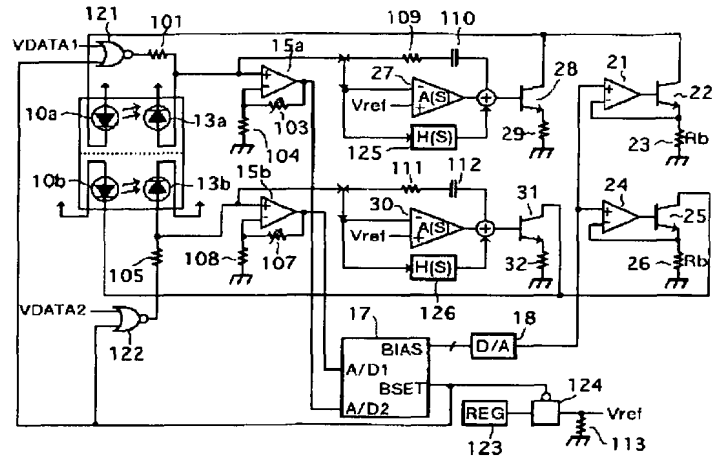 121 101 109 110
VDATA1 15a 27 28 21 22
A(S)
Vref
10a 13a 103 29 23 Rb
104 125 H(S)
10b 13b 15b 111 112 31 24 25
30 A(S)
Vref
105 108 107 32 26 Rb
H(S)
VDATA2 126
122 17 18
BIAS D/A
A/D1
BSET 124
A/D2 REG Vref
123 113